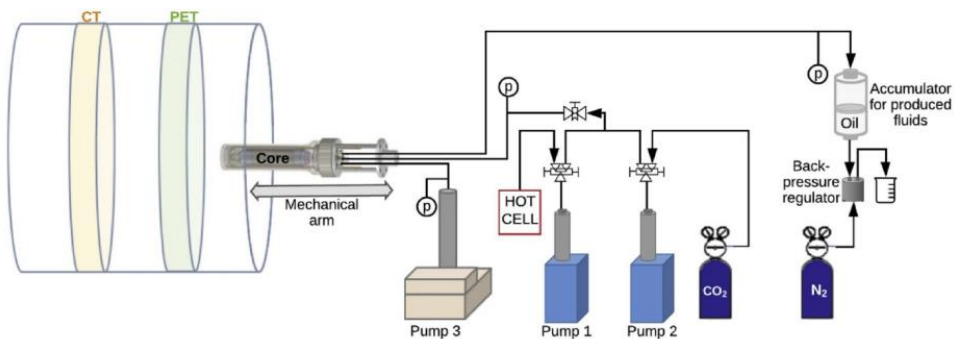 CT
PET
p
p
Core
Mechanical
arm
p
HOT
CELL
Pump 3
Pump 1
Pump 2
CO₂
N₂
Oil
Accumulator
for produced
fluids
Back-
pressure
regulator